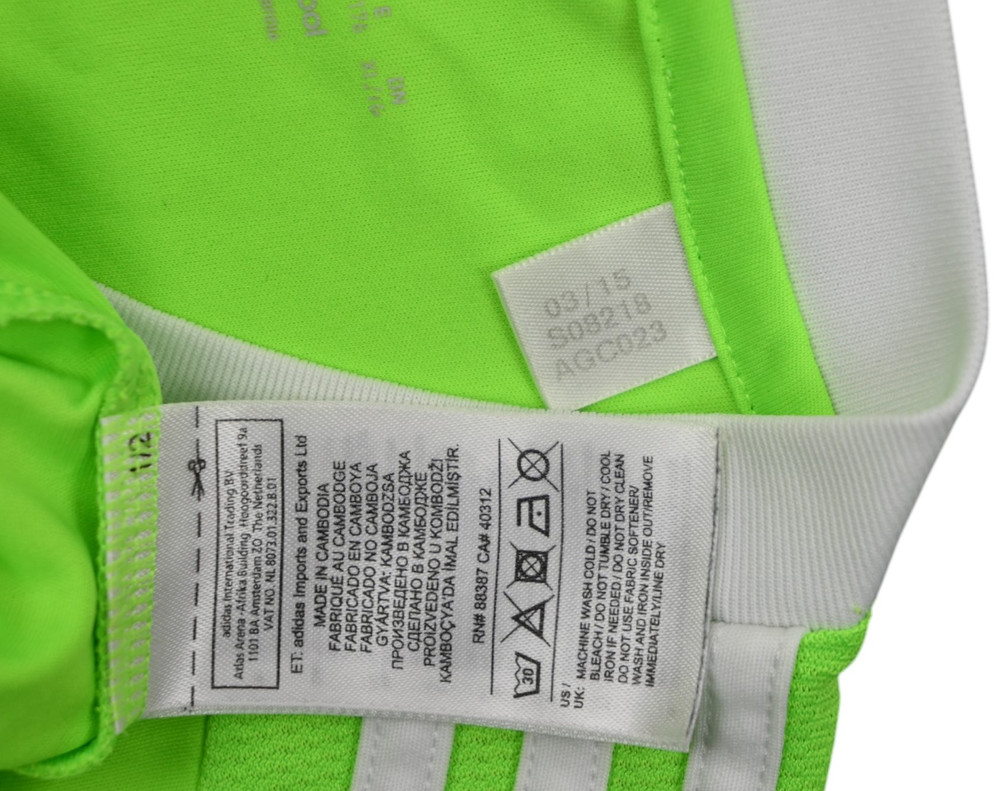 03/15
S08218
AGC023
1/2
adidas International Trading BV
Atlas Arena -Afrika Building, Hoogoorddreef 9a
1101 BA Amsterdam ZO The Netherlands
VAT NO. NL 8073.01.322.B.01
ET: adidas Imports and Exports Ltd
MADE IN CAMBODIA
FABRIQUÉ AU CAMBODGE
FABRICADO EN CAMBOYA
FABRICADO NO CAMBOJA
GYÁRTVA: KAMBODZSA
ПРОИЗВЕДЕНО В КАМБОДЖА
СДЕЛАНО В КАМБОДЖЕ
PROIZVEDENO U KOMBODŽI
KAMBOÇYA'DA İMAL EDİLMİŞTİR.
RN# 88387 CA# 40312
30
US /
UK: MACHINE WASH COLD / DO NOT
BLEACH / DO NOT TUMBLE DRY / COOL
IRON IF NEEDED / DO NOT DRY CLEAN
DO NOT USE FABRIC SOFTENER/
WASH AND IRON INSIDE OUT/REMOVE
IMMEDIATELY/LINE DRY